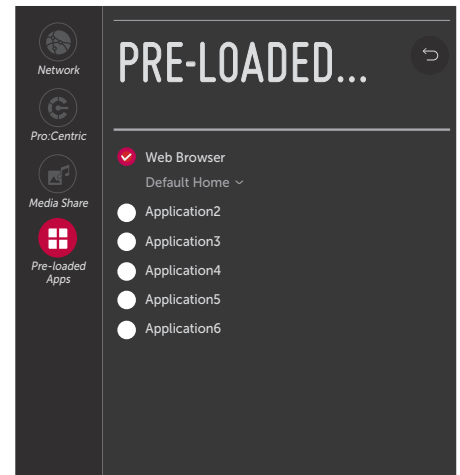 Network
Pro:Centric
Media Share
Pre-loaded
Apps
PRE-LOADED...
Web Browser
Default Home
Application2
Application3
Application4
Application5
Application6